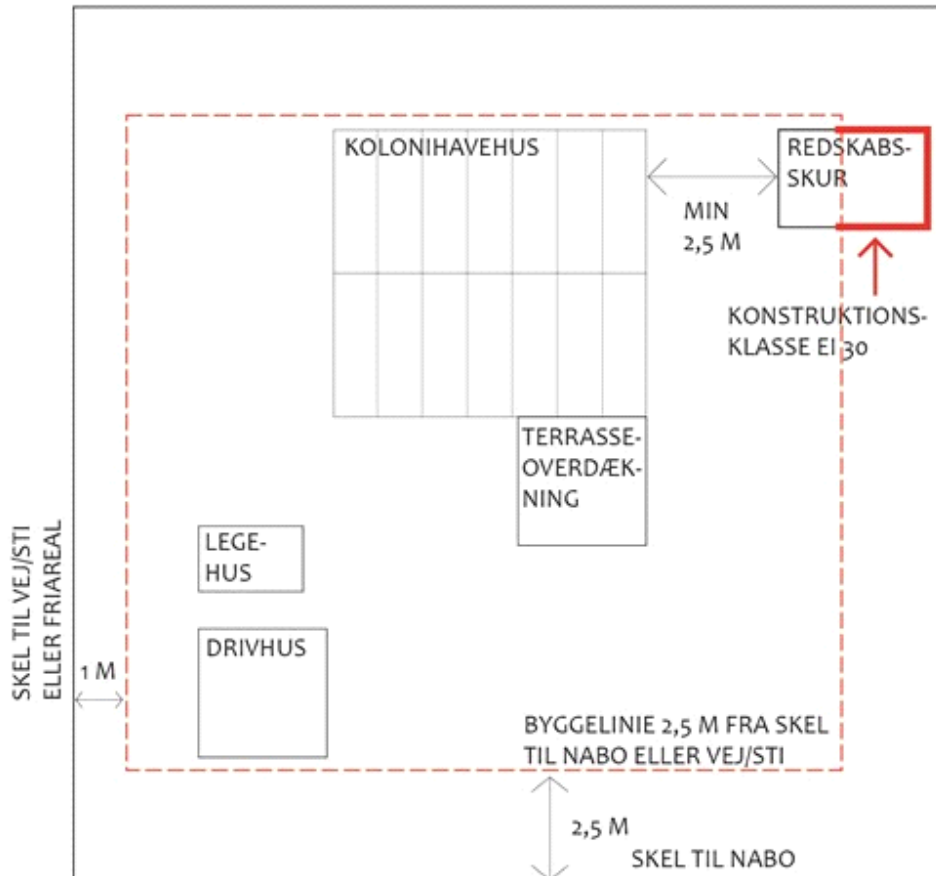 KOLONIHAVEHUS
REDSKABS-
SKUR
MIN
2,5 M
KONSTRUKTIONS-
KLASSE EI 30
TERRASSE-
OVERDÆK-
NING
LEGE-
HUS
DRIVHUS
SKEL TIL VEJ/STI
ELLER FRIAREAL
1 M
BYGGELINIE 2,5 M FRA SKEL
TIL NABO ELLER VEJ/STI
2,5 M
SKEL TIL NABO